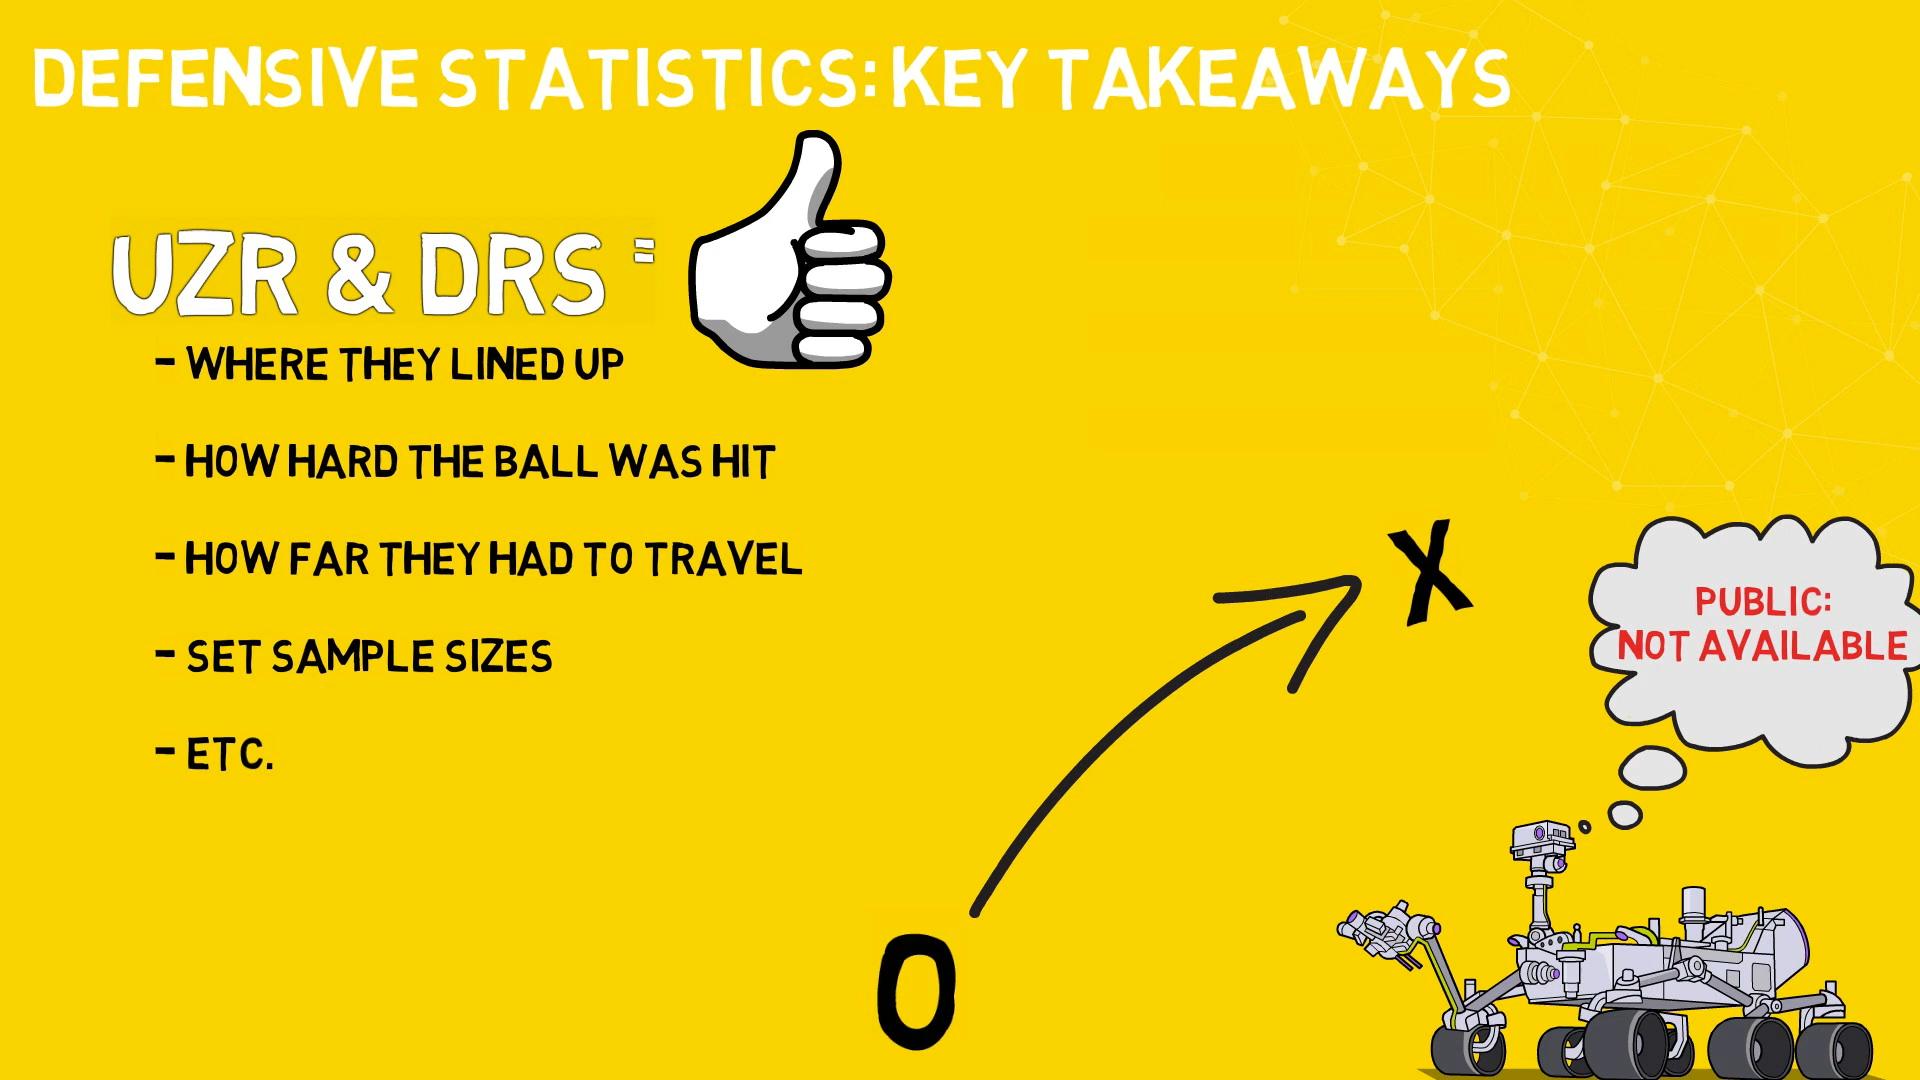 DEFENSIVE STATISTICS: KEY TAKEAWAYS
UZR & DRS =
- WHERE THEY LINED UP
- HOW HARD THE BALL WAS HIT
- HOW FAR THEY HAD TO TRAVEL
- SET SAMPLE SIZES
- ETC.
X
PUBLIC:
NOT AVAILABLE
O